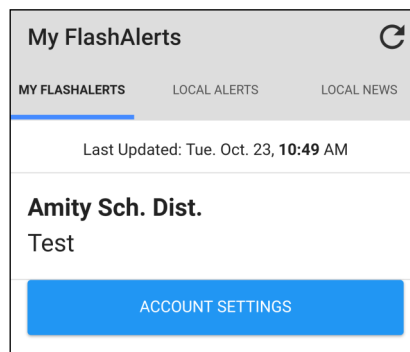 My FlashAlerts
MY FLASHALERTS LOCAL ALERTS LOCAL NEWS
Last Updated: Tue. Oct. 23, 10:49 AM
Amity Sch. Dist.
Test
ACCOUNT SETTINGS